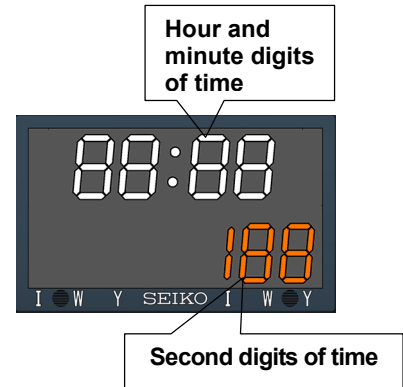 Hour and
minute digits
of time
88:88
188
I W Y SEIKO I W Y
Second digits of time